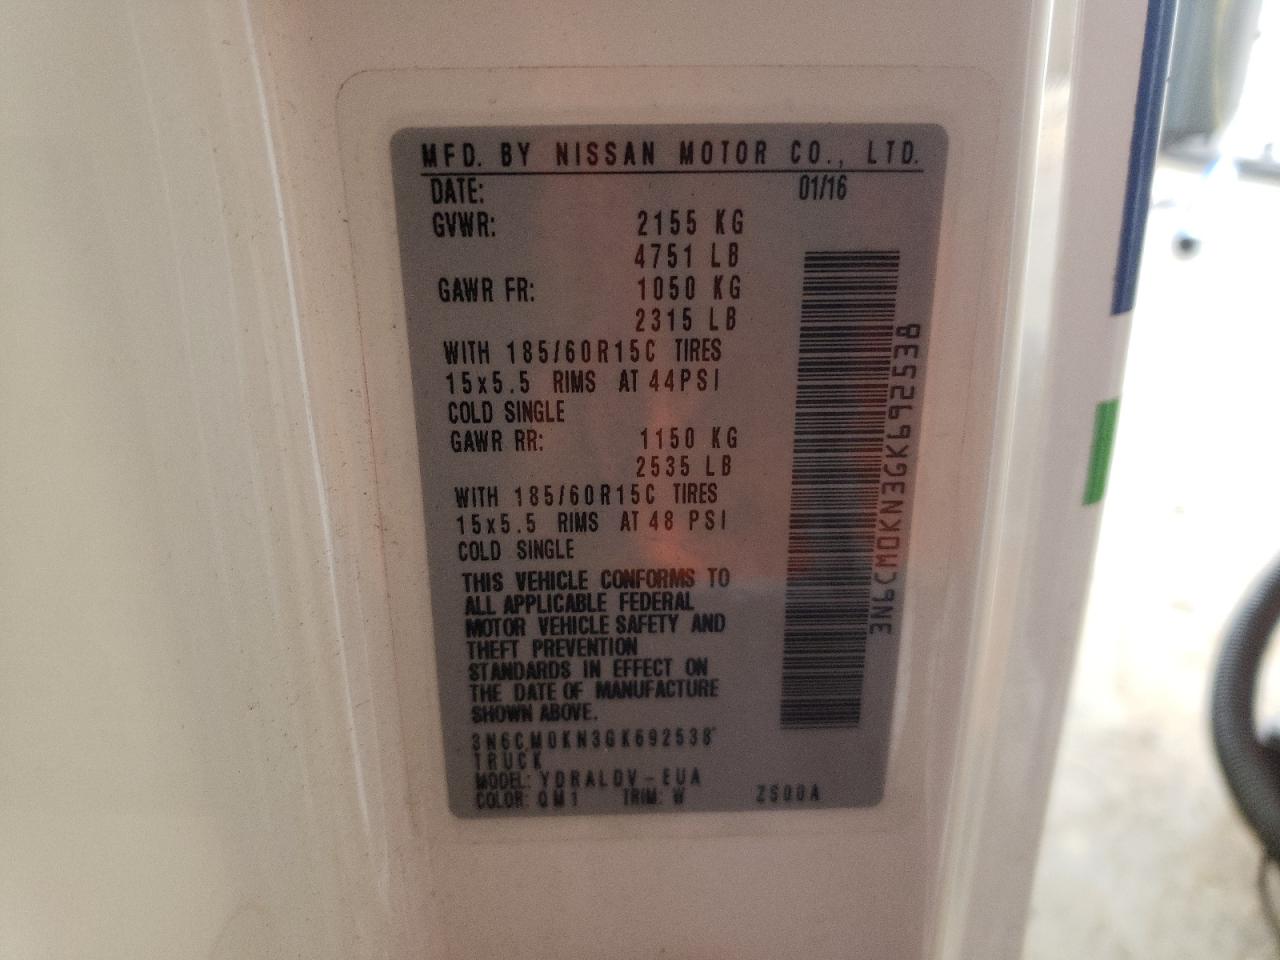 MFD. BY NISSAN MOTOR CO., LTD.
DATE: 01/16
GVWR: 2155 KG
4751 LB
GAWR FR: 1050 KG
2315 LB
WITH 185/60R15C TIRES
15x5.5 RIMS AT 44PSI
COLD SINGLE
GAWR RR: 1150 KG
2535 LB
WITH 185/60R15C TIRES
15x5.5 RIMS AT 48 PSI
COLD SINGLE
THIS VEHICLE CONFORMS TO
ALL APPLICABLE FEDERAL
MOTOR VEHICLE SAFETY AND
THEFT PREVENTION
STANDARDS IN EFFECT ON
THE DATE OF MANUFACTURE
SHOWN ABOVE.
3N6CM0KN3GK692538
TRUCK
MODEL: YDRALDV-EUA
COLOR: QM1 TRIM: W ZS00A
3N6CM0KN3GK692538